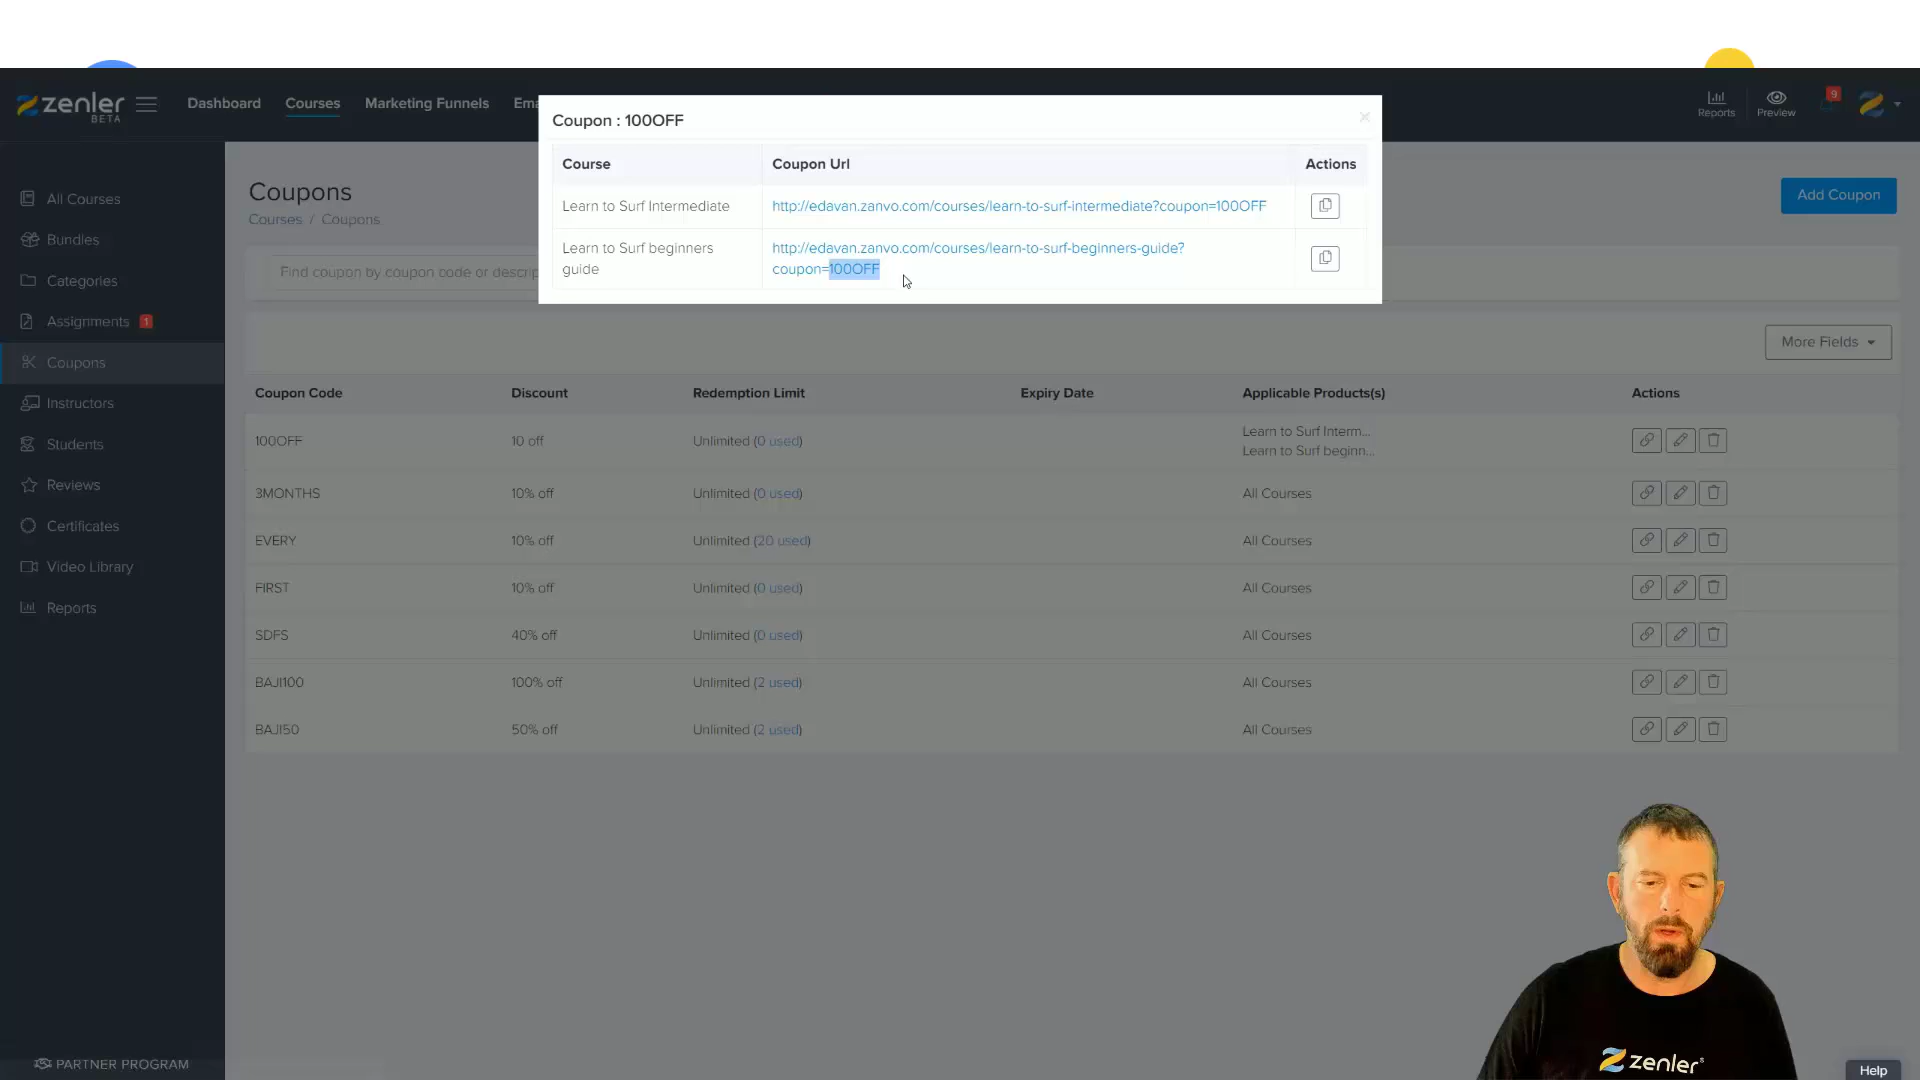 zenler
BETA
Dashboard
Courses
Marketing Funnels
Ema
Reports
Preview
9
Coupon : 100OFF
×
Course
Coupon Url
Actions
Learn to Surf Intermediate
http://edavan.zanvo.com/courses/learn-to-surf-intermediate?coupon=100OFF
Learn to Surf beginners
guide
http://edavan.zanvo.com/courses/learn-to-surf-beginners-guide?
coupon=100OFF
All Courses
Bundles
Categories
Assignments 1
Coupons
Instructors
Students
Reviews
Certificates
Video Library
Reports
PARTNER PROGRAM
Coupons
Courses / Coupons
Add Coupon
Find coupon by coupon code or descrip
More Fields
Coupon Code
Discount
Redemption Limit
Expiry Date
Applicable Products(s)
Actions
100OFF
10 off
Unlimited (0 used)
Learn to Surf Interm...
Learn to Surf beginn...
3MONTHS
10% off
Unlimited (0 used)
All Courses
EVERY
10% off
Unlimited (20 used)
All Courses
FIRST
10% off
Unlimited (0 used)
All Courses
SDFS
40% off
Unlimited (0 used)
All Courses
BAJI100
100% off
Unlimited (2 used)
All Courses
BAJI50
50% off
Unlimited (2 used)
All Courses
zenler
Help